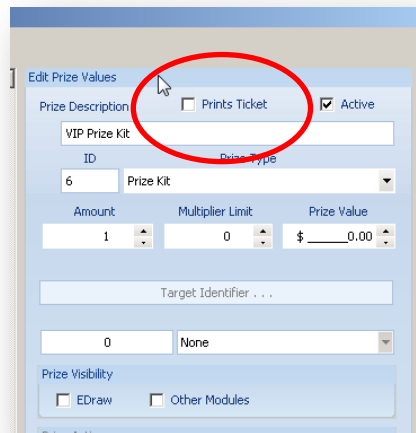 Edit Prize Values
Prize Description Prints Ticket Active
VIP Prize Kit
ID Prize Type
6 Prize Kit
Amount Multiplier Limit Prize Value
1 0 $ ______0.00
Target Identifier . . .
0 None
Prize Visibility
EDraw Other Modules